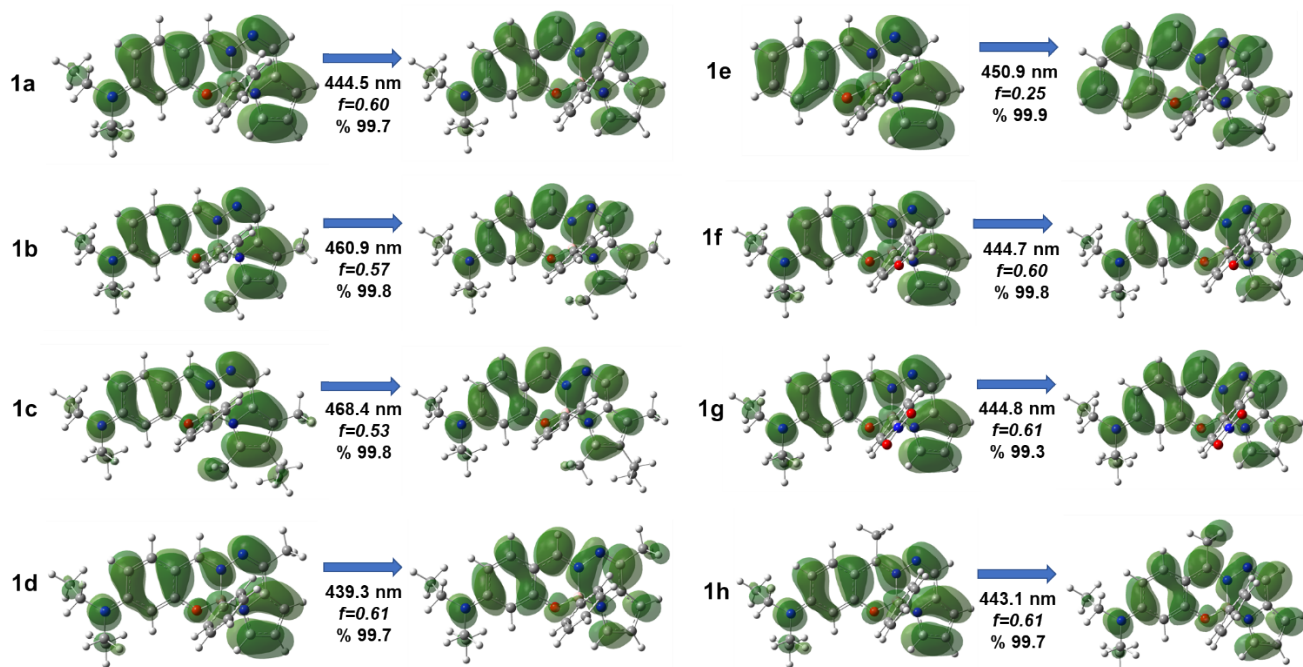 1a
444.5 nm
f=0.60
% 99.7
1e
450.9 nm
f=0.25
% 99.9
1b
460.9 nm
f=0.57
% 99.8
1f
444.7 nm
f=0.60
% 99.8
1c
468.4 nm
f=0.53
% 99.8
1g
444.8 nm
f=0.61
% 99.3
1d
439.3 nm
f=0.61
% 99.7
1h
443.1 nm
f=0.61
% 99.7